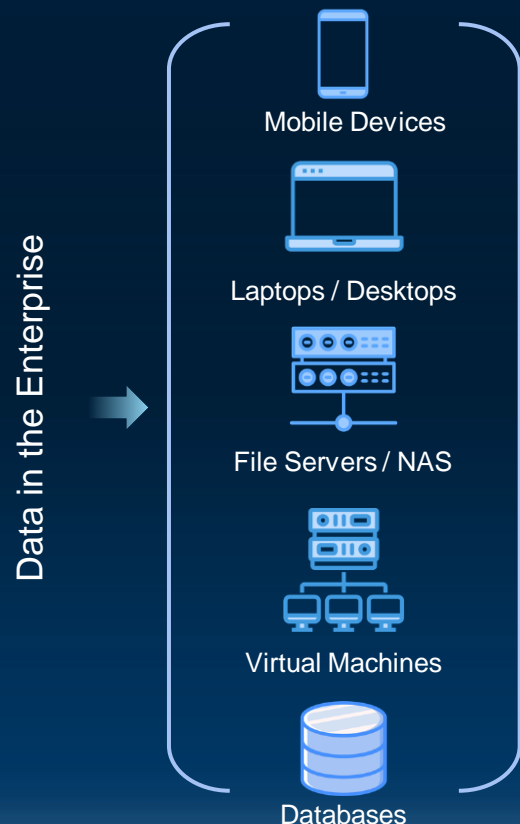 Data in the Enterprise
Mobile Devices
Laptops / Desktops
File Servers / NAS
Virtual Machines
Databases